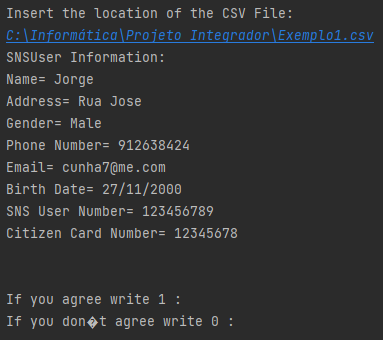 Insert the location of the CSV File:
C:\Informática\Projeto Integrador\Exemplo1.csv
SNSUser Information:
Name= Jorge
Address= Rua Jose
Gender= Male
Phone Number= 912638424
Email= cunha7@me.com
Birth Date= 27/11/2000
SNS User Number= 123456789
Citizen Card Number= 12345678
If you agree write 1 :
If you don�t agree write 0 :